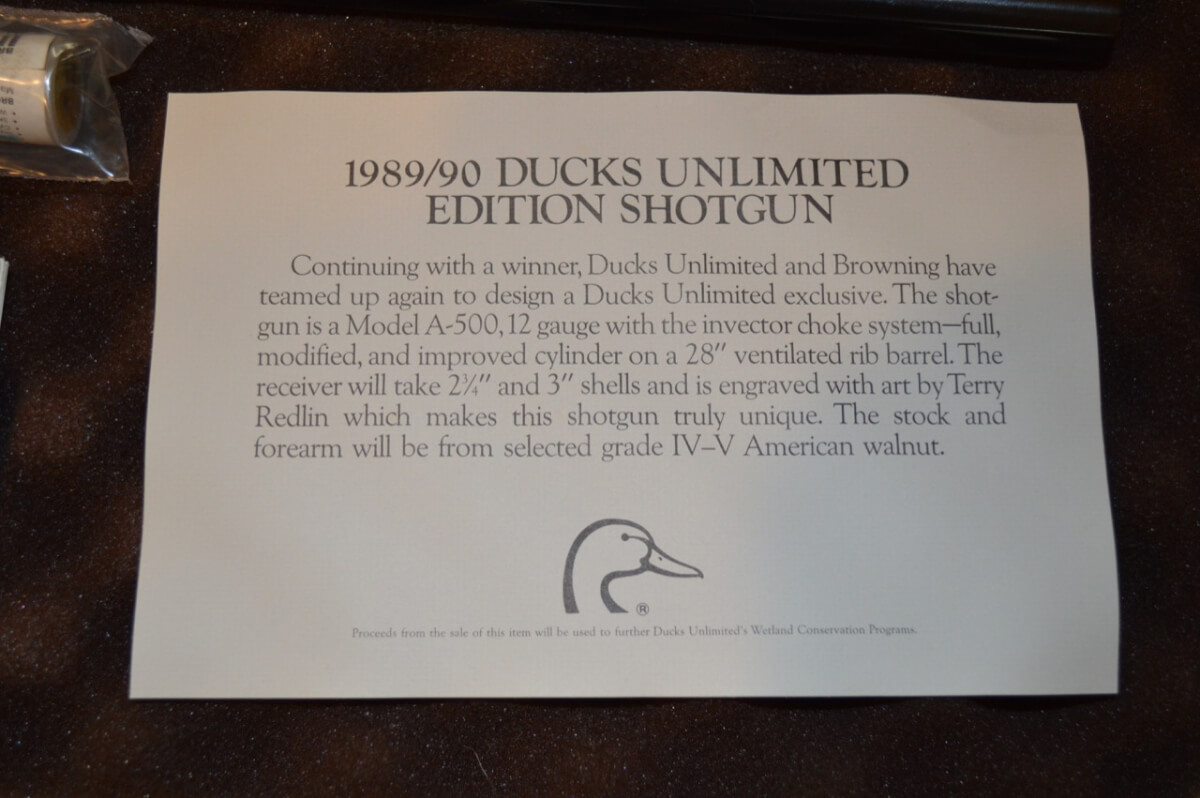 1989/90 DUCKS UNLIMITED
EDITION SHOTGUN
Continuing with a winner, Ducks Unlimited and Browning have
teamed up again to design a Ducks Unlimited exclusive. The shot-
gun is a Model A-500, 12 gauge with the invector choke system—full,
modified, and improved cylinder on a 28″ ventilated rib barrel. The
receiver will take 2¾″ and 3″ shells and is engraved with art by Terry
Redlin which makes this shotgun truly unique. The stock and
forearm will be from selected grade IV–V American walnut.
®
Proceeds from the sale of this item will be used to further Ducks Unlimited's Wetland Conservation Programs.